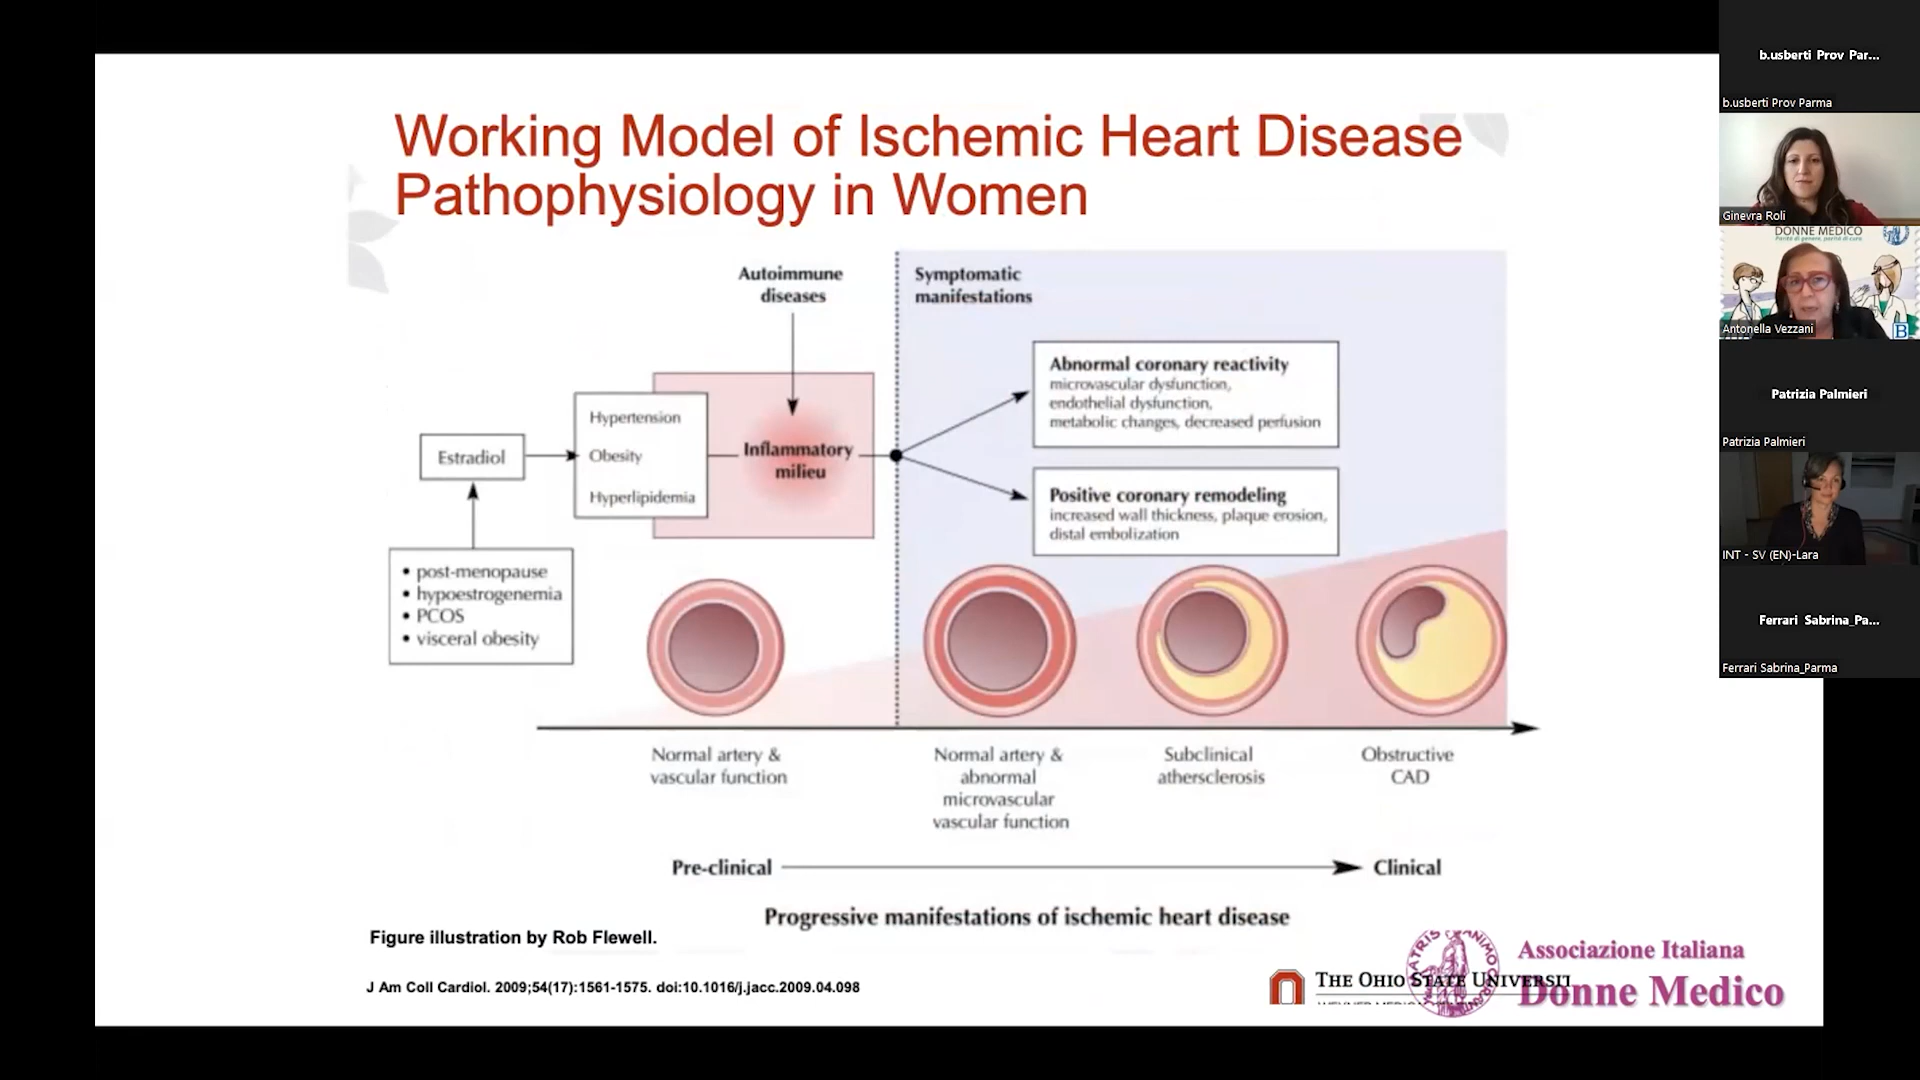 Working Model of Ischemic Heart Disease
Pathophysiology in Women
Autoimmune
diseases
Symptomatic
manifestations
Abnormal coronary reactivity
microvascular dysfunction,
endothelial dysfunction,
metabolic changes, decreased perfusion
Hypertension
Obesity
Hyperlipidemia
Inflammatory
milieu
Estradiol
Positive coronary remodeling
increased wall thickness, plaque erosion,
distal embolization
• post-menopause
• hypoestrogenemia
• PCOS
• visceral obesity
Normal artery &
vascular function
Normal artery &
abnormal
microvascular
vascular function
Subclinical
athersclerosis
Obstructive
CAD
Pre-clinical
Clinical
Progressive manifestations of ischemic heart disease
Figure illustration by Rob Flewell.
J Am Coll Cardiol. 2009;54(17):1561-1575. doi:10.1016/j.jacc.2009.04.098
THE OHIO STATE UNIVERSIT
Associazione Italiana
Donne Medico
b.usberti Prov Par...
b.usberti Prov Parma
Ginevra Roli
DONNE MEDICO
Parità di genere, parità di cura
Antonella Vezzani
B
Patrizia Palmieri
Patrizia Palmieri
INT - SV (EN)-Lara
Ferrari Sabrina_Pa...
Ferrari Sabrina_Parma